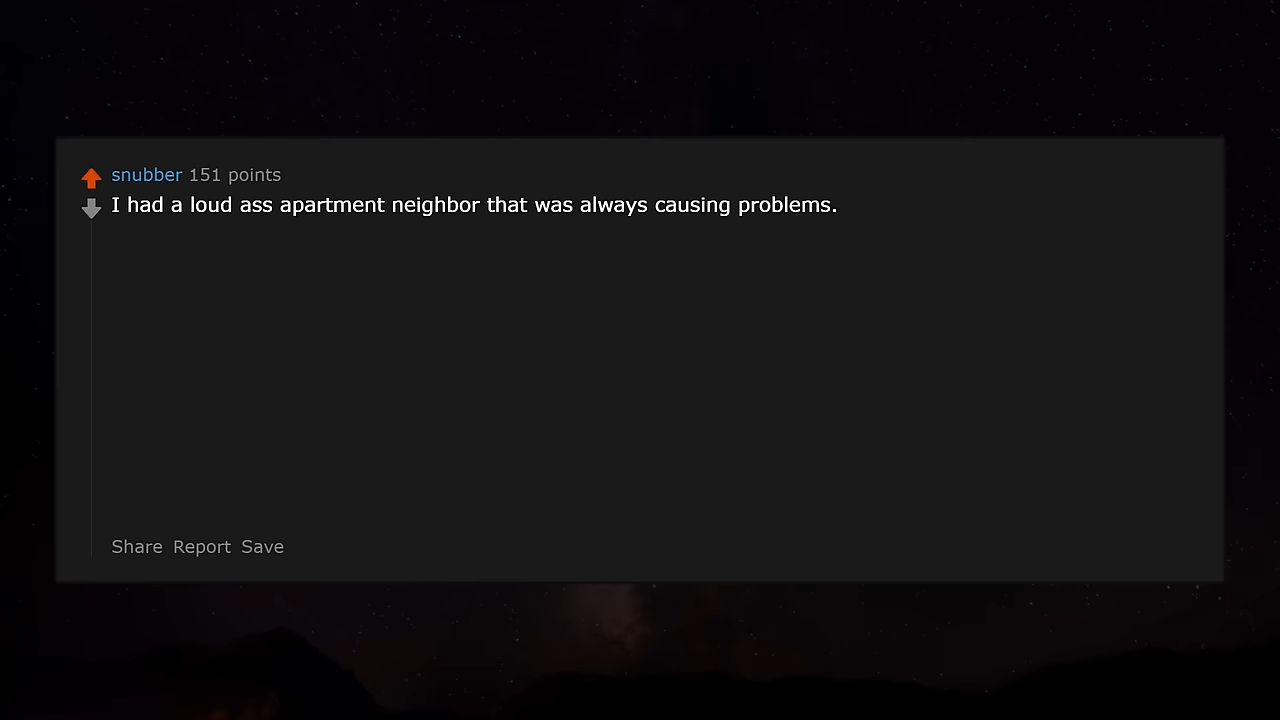 snubber 151 points
I had a loud ass apartment neighbor that was always causing problems.
Share Report Save